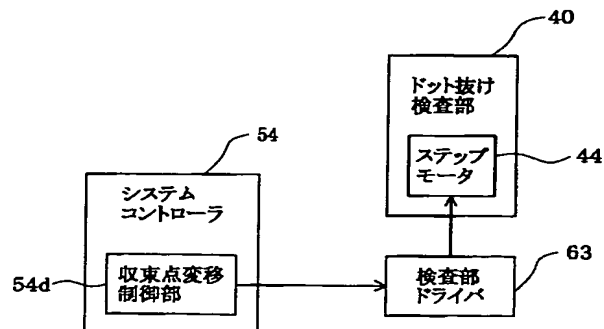 40
ドット抜け
検査部
54
ステップ
モータ
44
システム
コントローラ
54d
収束点変移
制御部
検査部
ドライバ
63